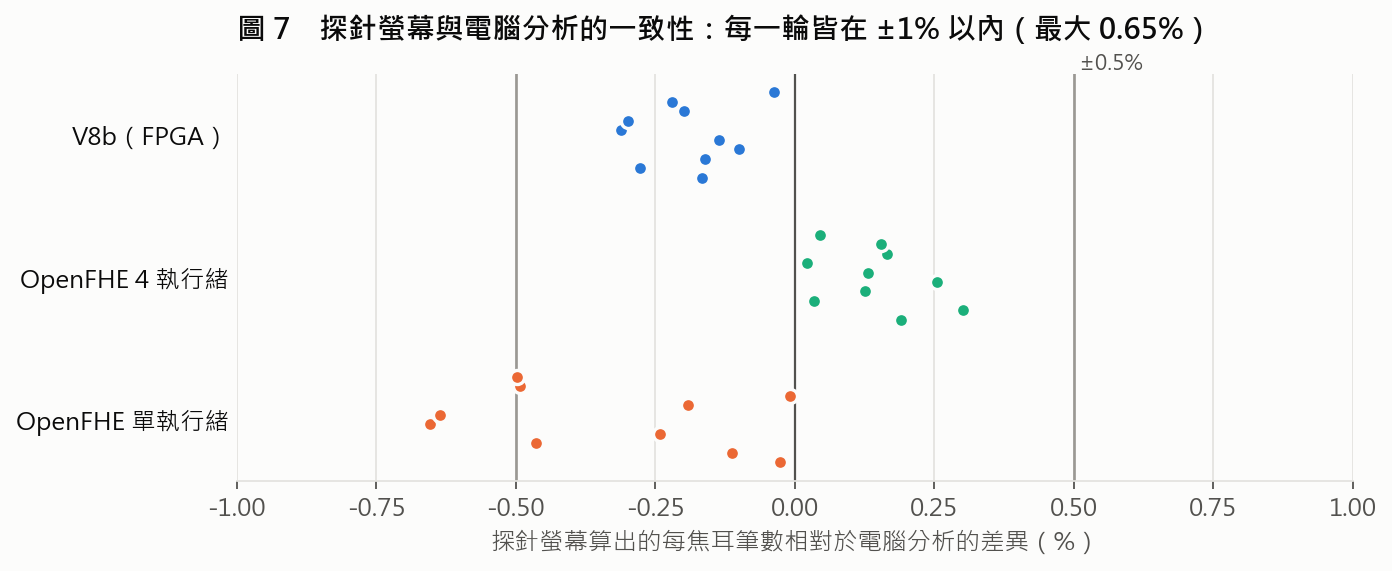 圖 7　探針螢幕與電腦分析的一致性：每一輪皆在 ±1% 以內（最大 0.65%）
±0.5%
V8b（FPGA）
OpenFHE 4 執行緒
OpenFHE 單執行緒
-1.00 -0.75 -0.50 -0.25 0.00 0.25 0.50 0.75 1.00
探針螢幕算出的每焦耳筆數相對於電腦分析的差異（%）